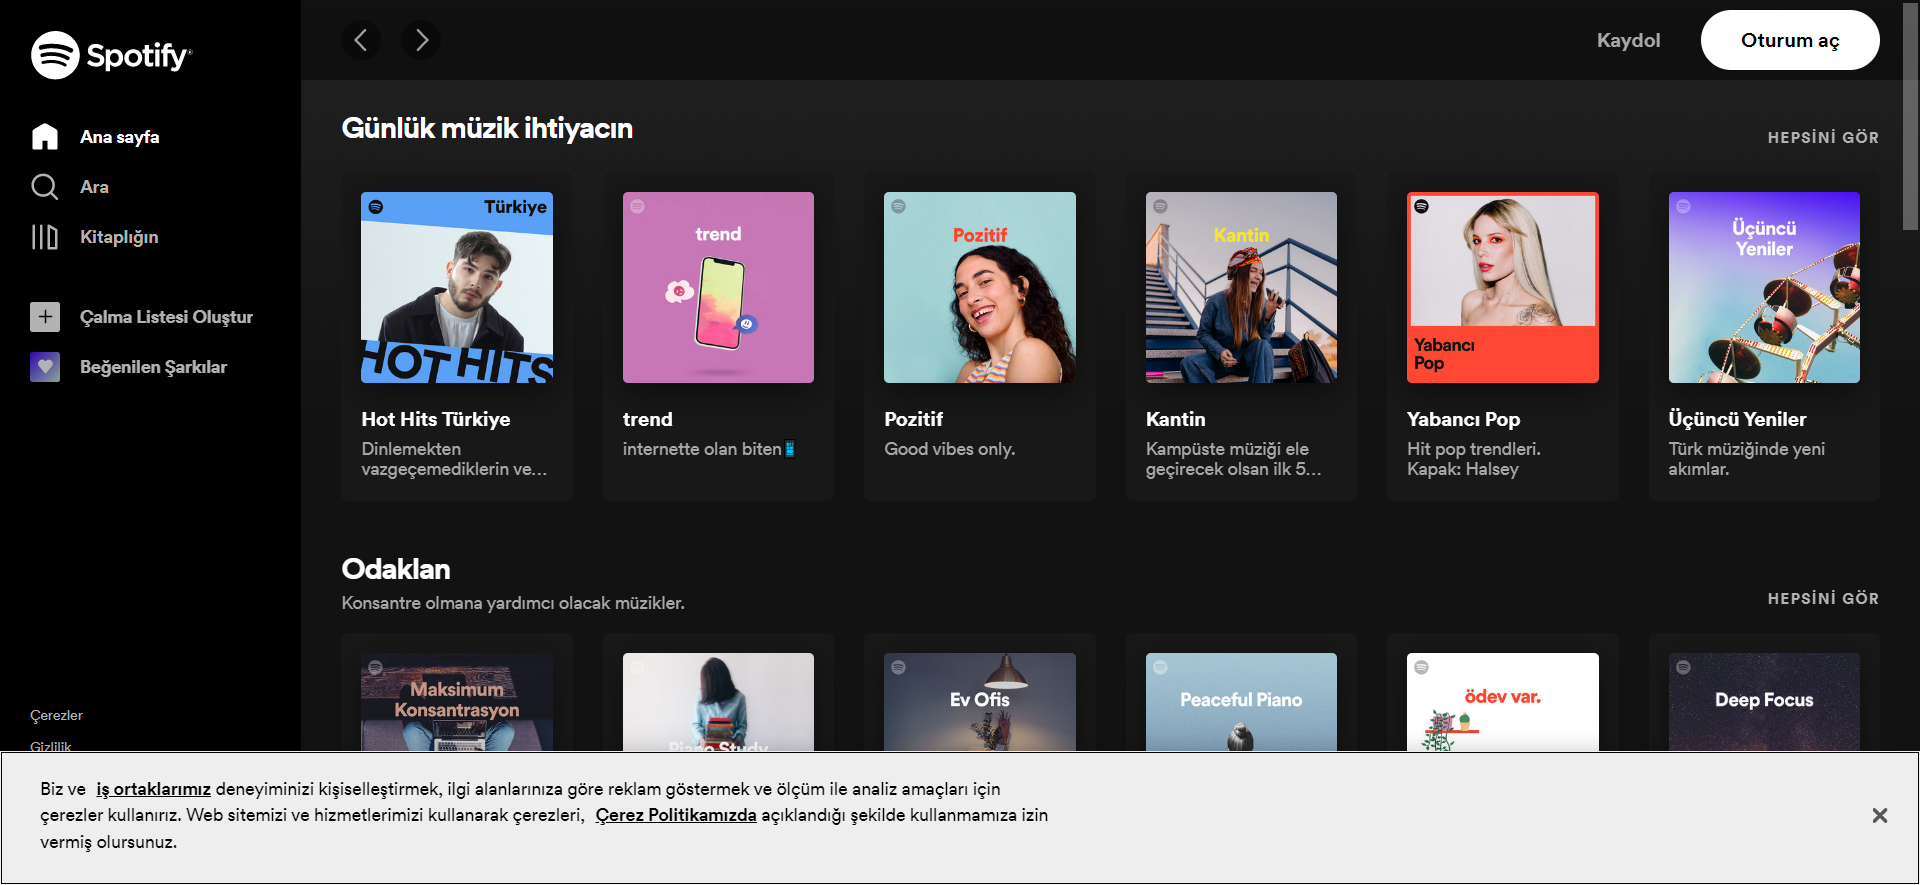 Spotify
Ana sayfa
Ara
Kitaplığın
Çalma Listesi Oluştur
Beğenilen Şarkılar
Çerezler
Gizlilik
Kaydol
Oturum aç
Günlük müzik ihtiyacın
HEPSİNİ GÖR
Türkiye
HOT HITS
Hot Hits Türkiye
Dinlemekten
vazgeçemediklerin ve...
trend
trend
internette olan biten
Pozitif
Pozitif
Good vibes only.
Kantin
Kantin
Kampüste müziği ele
geçirecek olsan ilk 5...
Yabancı
Pop
Yabancı Pop
Hit pop trendleri.
Kapak: Halsey
Üçüncü
Yeniler
Üçüncü Yeniler
Türk müziğinde yeni
akımlar.
Odaklan
Konsantre olmana yardımcı olacak müzikler.
HEPSİNİ GÖR
Maksimum
Konsantrasyon
Piano Study
Ev Ofis
Peaceful Piano
ödev var.
Deep Focus
Biz ve iş ortaklarımız deneyiminizi kişiselleştirmek, ilgi alanlarınıza göre reklam göstermek ve ölçüm ile analiz amaçları için
çerezler kullanırız. Web sitemizi ve hizmetlerimizi kullanarak çerezleri, Çerez Politikamızda açıklandığı şekilde kullanmamıza izin
vermiş olursunuz.